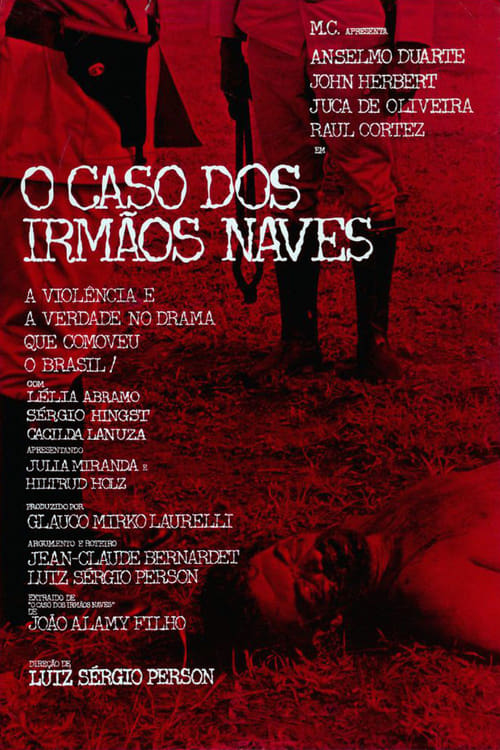 M.C. APRESENTA
ANSELMO DUARTE
JOHN HERBERT
JUCA DE OLIVEIRA
RAUL CORTEZ
EM
O CASO DOS
IRMÃOS NAVES
A VIOLÊNCIA E
A VERDADE NO DRAMA
QUE COMOVEU
O BRASIL/
COM
LÉLIA ABRAMO
SÉRGIO HINGST
CACILDA LANUZA
APRESENTANDO
JULIA MIRANDA E
HILTRUD HOLZ
PRODUZIDO POR
GLAUCO MIRKO LAURELLI
ARGUMENTO E ROTEIRO
JEAN-CLAUDE BERNARDET
LUIZ SÉRGIO PERSON
EXTRAIDO DE
"O CASO DOS IRMÃOS NAVES"
DE
JOÃO ALAMY FILHO
DIREÇÃO DE
LUIZ SÉRGIO PERSON